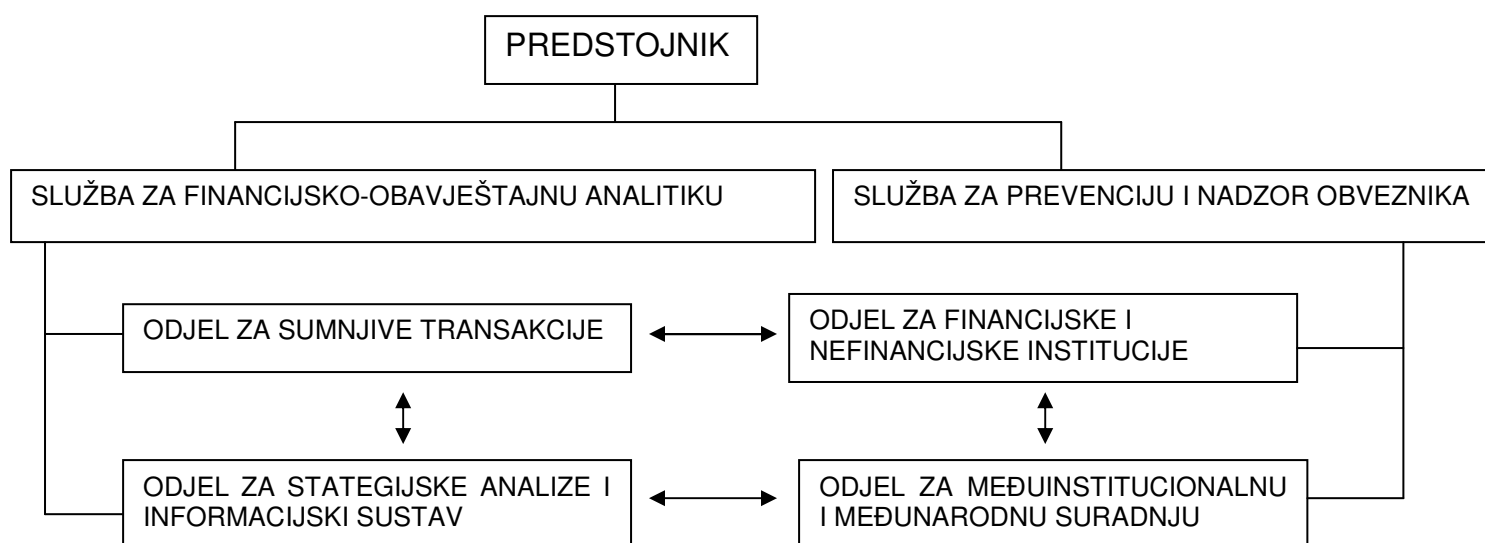 PREDSTOJNIK
SLUŽBA ZA FINANCIJSKO-OBAVJEŠTAJNU ANALITIKU
SLUŽBA ZA PREVENCIJU I NADZOR OBVEZNIKA
ODJEL ZA SUMNJIVE TRANSAKCIJE
ODJEL ZA FINANCIJSKE I
NEFINANCIJSKE INSTITUCIJE
ODJEL ZA STATEGIJSKE ANALIZE I
INFORMACIJSKI SUSTAV
ODJEL ZA MEĐUINSTITUCIONALNU
I MEĐUNARODNU SURADNJU